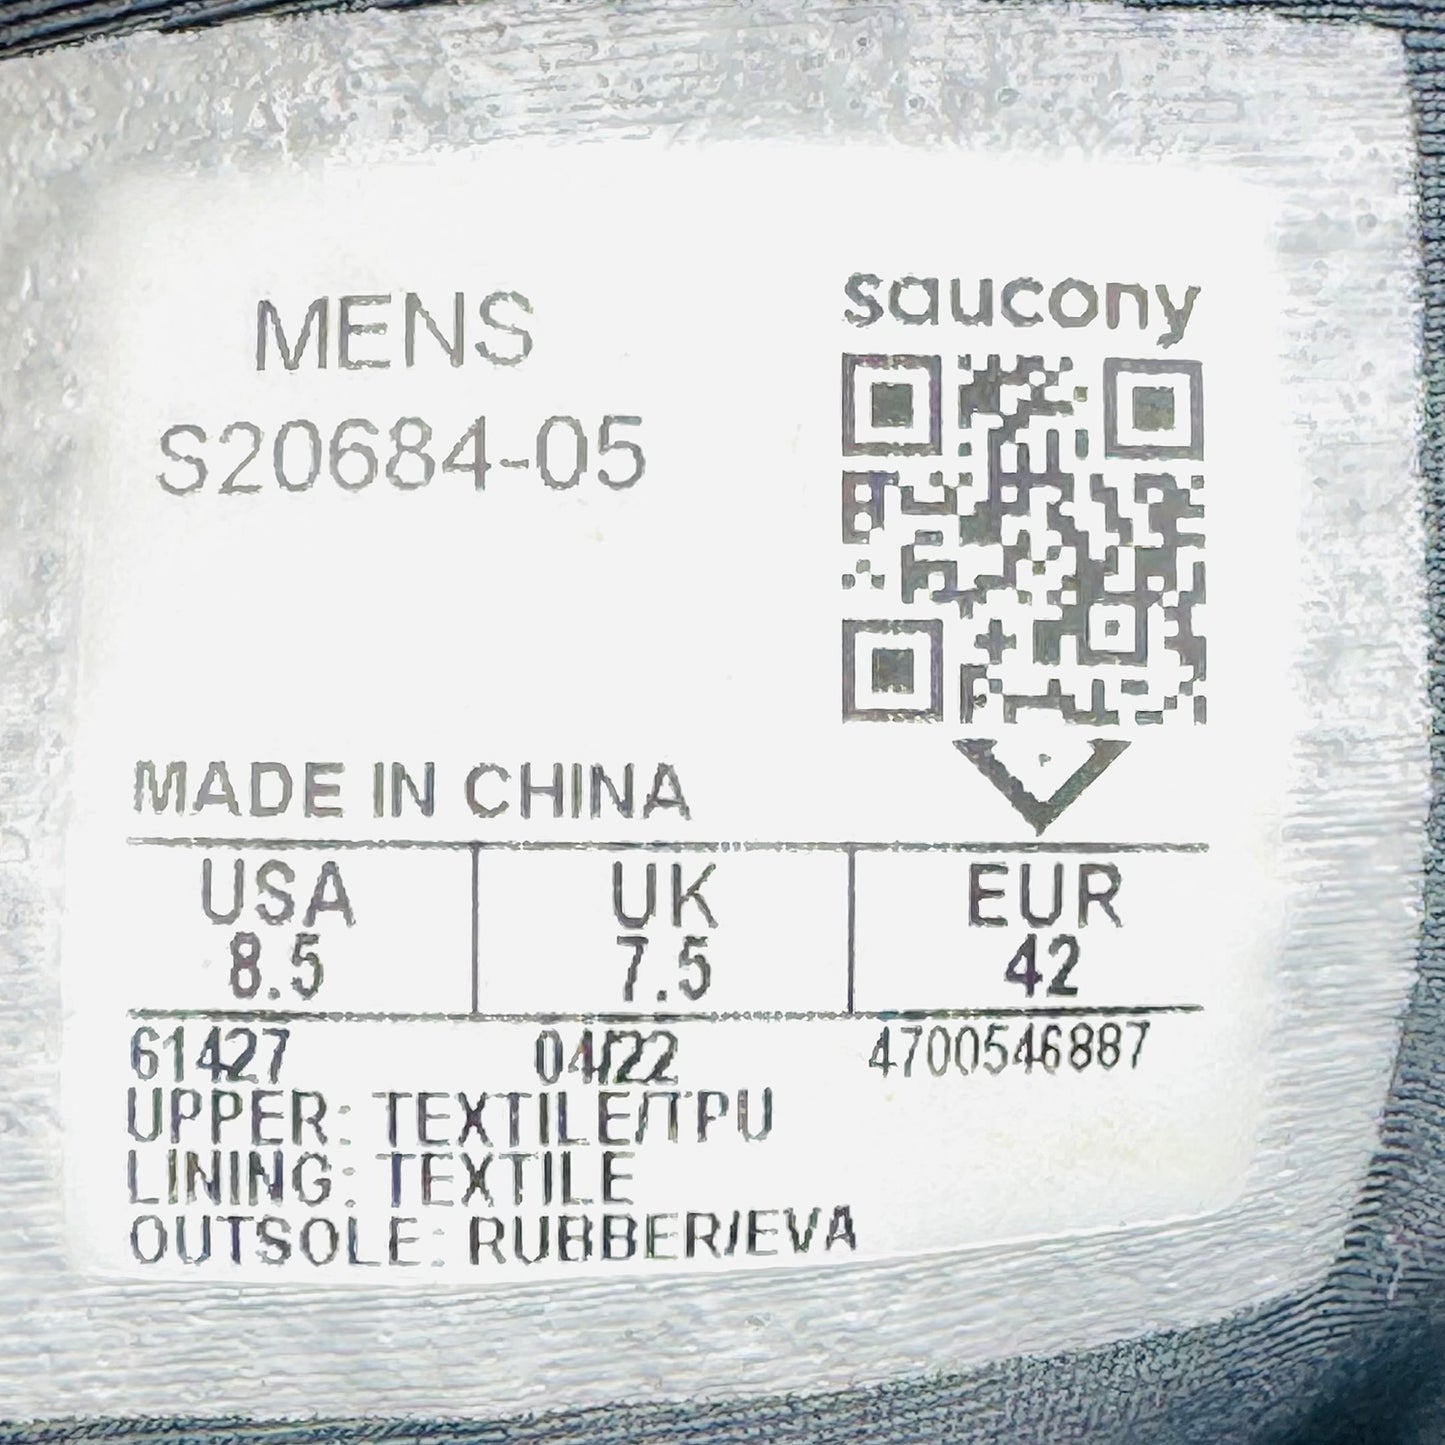 MENS
S20684-05
saucony
MADE IN CHINA
USA UK EUR
8.5 7.5 42
61427 04/22 4700546887
UPPER: TEXTILE/TPU
LINING: TEXTILE
OUTSOLE: RUBBER/EVA